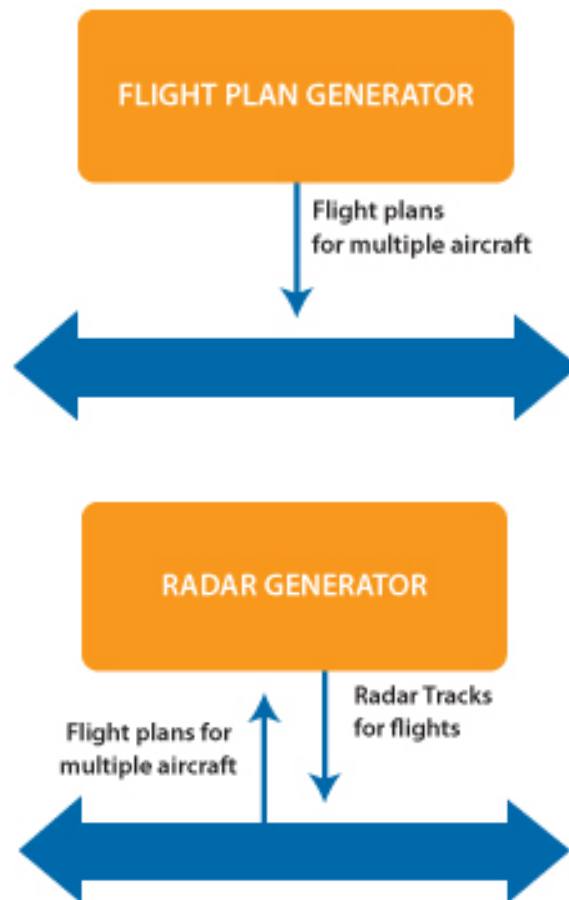 FLIGHT PLAN GENERATOR
Flight plans
for multiple aircraft
RADAR GENERATOR
Radar Tracks
for flights
Flight plans for
multiple aircraft